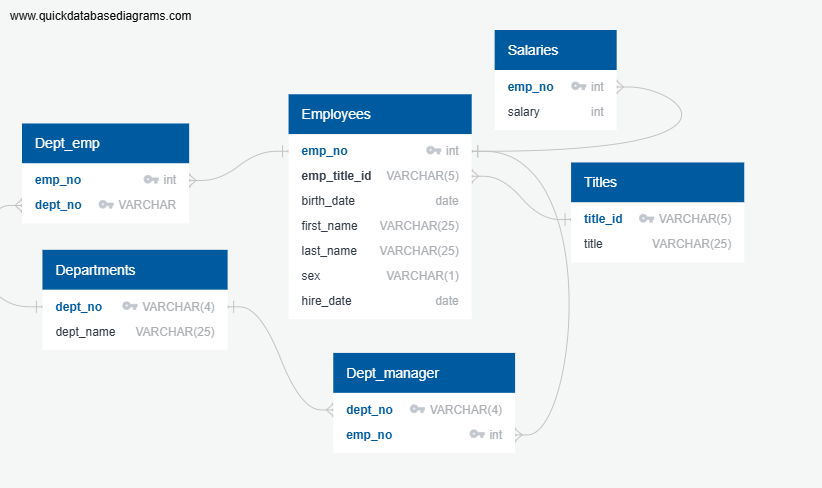 www.quickdatabasediagrams.com
Salaries
emp_no int
salary int
Employees
emp_no int
emp_title_id VARCHAR(5)
birth_date date
first_name VARCHAR(25)
last_name VARCHAR(25)
sex VARCHAR(1)
hire_date date
Dept_emp
emp_no int
dept_no VARCHAR
Titles
title_id VARCHAR(5)
title VARCHAR(25)
Departments
dept_no VARCHAR(4)
dept_name VARCHAR(25)
Dept_manager
dept_no VARCHAR(4)
emp_no int